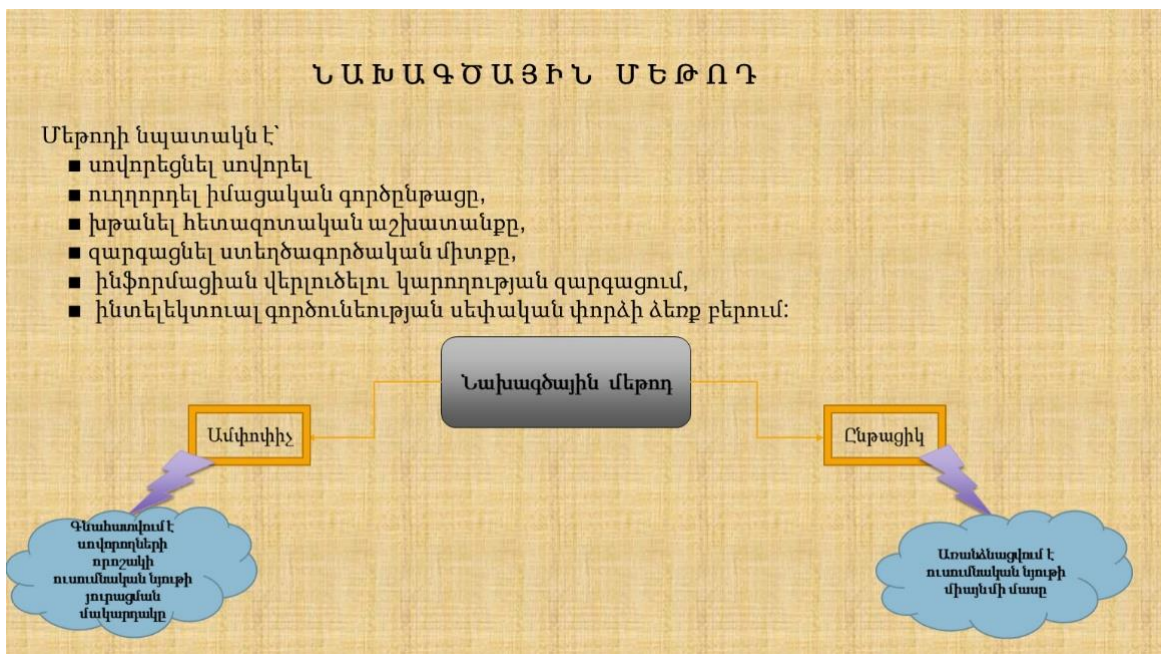 ՆԱԽԱԳԾԱՅԻՆ ՄԵԹՈԴ
Մեթոդի նպատակն է՝
■ սովորեցնել սովորել
■ ուղղորդել իմացական գործընթացը,
■ խթանել հետազոտական աշխատանքը,
■ զարգացնել ստեղծագործական միտքը,
■ ինֆորմացիան վերլուծելու կարողության զարգացում,
■ ինտելեկտուալ գործունեության սեփական փորձի ձեռք բերում:
Նախագծային մեթոդ
Ամփոփիչ
Ընթացիկ
Գնահատվում է
սովորողների
որոշակի
ուսումնական նյութի
յուրացման
մակարդակը
Առանձնացվում է
ուսումնական նյութի
միայն մի մասը